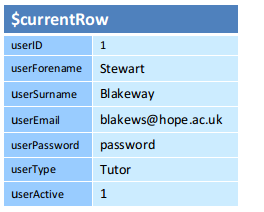 $currentRow
userID 1
userForename Stewart
userSurname Blakeway
userEmail blakews@hope.ac.uk
userPassword password
userType Tutor
userActive 1